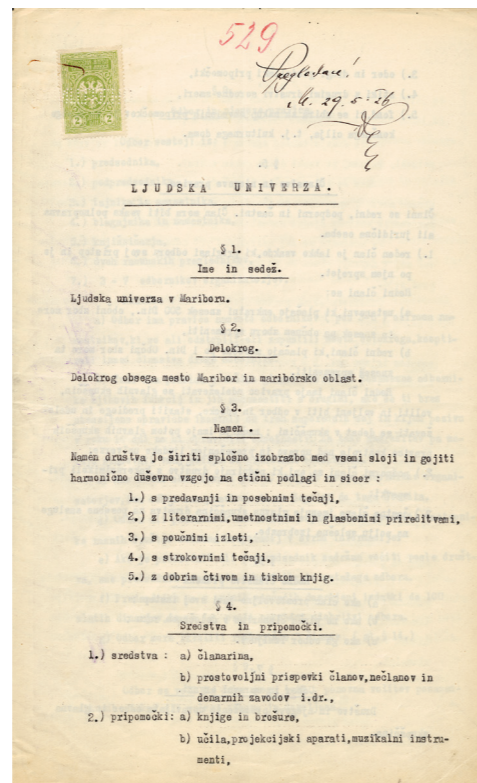 529
Pregledano
M. 29.5.26
LJUDSKA UNIVERZA.
§ 1.
Ime in sedež.
Ljudska univerza v Mariboru.
§ 2.
Delokrog.
Delokrog obsega mesto Maribor in mariborsko oblast.
§ 3.
Namen .
Namen društva je širiti splošno izobrazbo med vsemi sloji in gojiti
harmonično duševno vzgojo na etični podlagi in sicer :
1.) s predavanji in posebnimi tečaji,
2.) z literarnimi,umetnostnimi in glasbenimi prireditvami,
3.) s poučnimi izleti,
4.) s strokovnimi tečaji,
5.) z dobrim čtivom in tiskom knjig.
§ 4.
Sredstva in pripomočki.
1.) sredstva : a) članarina,
b) prostovoljni prispevki članov,nečlanov in
denarnih zavodov i.dr.,
2.) pripomočki: a) knjige in brošure,
b) učila,projekcijski aparati,muzikalni instru-
menti,